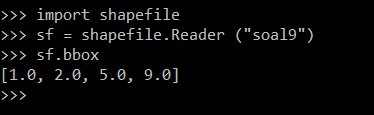 >>> import shapefile
>>> sf = shapefile.Reader ("soal9")
>>> sf.bbox
[1.0, 2.0, 5.0, 9.0]
>>>